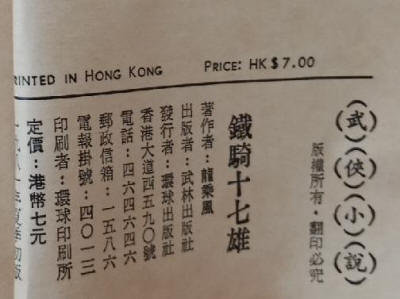 PRINTED IN HONG KONG PRICE: HK$7.00
(武)(俠)(小)(說)
版權所有·翻印必究
鐵騎十七雄
著作者：龍乘風
出版者：武林出版社
發行者：環球出版社
香港大道西五九〇號
電話：四六四六四六
郵政信箱：一五八六
電報掛號：四〇一三
印刷者：環球印刷所
定價：港幣七元